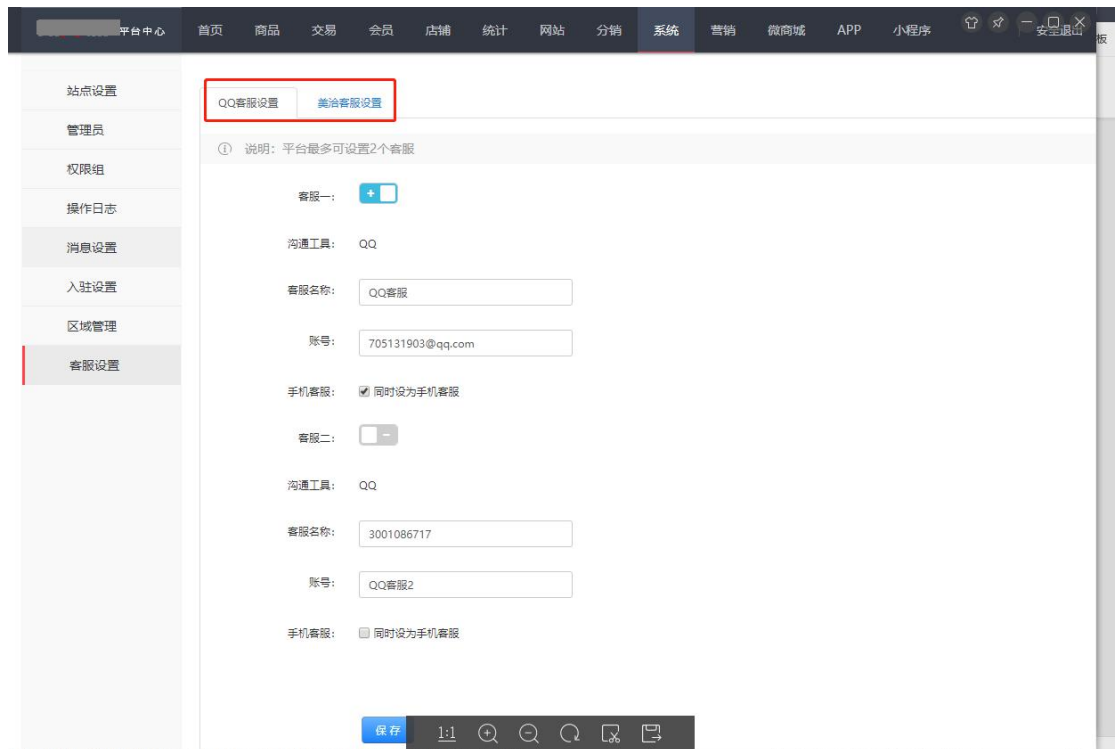 平台中心 首页 商品 交易 会员 店铺 统计 网站 分销 系统 营销 微商城 APP 小程序 安全退出
板
站点设置
管理员
权限组
操作日志
消息设置
入驻设置
区域管理
客服设置
QQ客服设置 美洽客服设置
说明：平台最多可设置2个客服
客服一：
沟通工具： QQ
客服名称： QQ客服
账号： 705131903@qq.com
手机客服： 同时设为手机客服
客服二：
沟通工具： QQ
客服名称： 3001086717
账号： QQ客服2
手机客服： 同时设为手机客服
保存 1:1